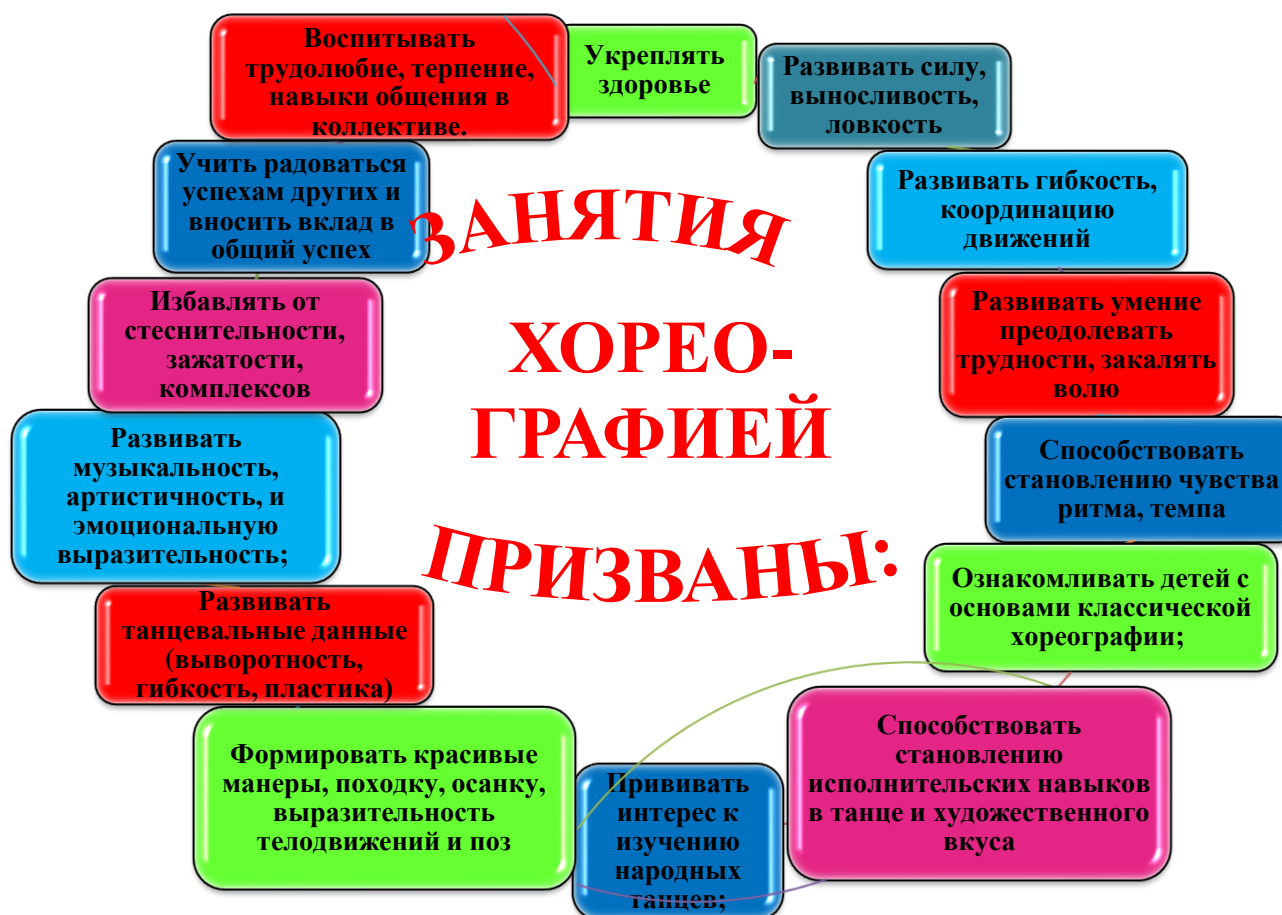 ЗАНЯТИЯ
ХОРЕО-
ГРАФИЕЙ
ПРИЗВАНЫ:
Укреплять
здоровье
Развивать силу,
выносливость,
ловкость
Развивать гибкость,
координацию
движений
Развивать умение
преодолевать
трудности, закалять
волю
Способствовать
становлению чувства
ритма, темпа
Ознакомливать детей с
основами классической
хореографии;
Способствовать
становлению
исполнительских навыков
в танце и художественного
вкуса
Прививать
интерес к
изучению
народных
танцев;
Формировать красивые
манеры, походку, осанку,
выразительность
телодвижений и поз
Развивать
танцевальные данные
(выворотность,
гибкость, пластика)
Развивать
музыкальность,
артистичность, и
эмоциональную
выразительность;
Избавлять от
стеснительности,
зажатости,
комплексов
Учить радоваться
успехам других и
вносить вклад в
общий успех
Воспитывать
трудолюбие, терпение,
навыки общения в
коллективе.